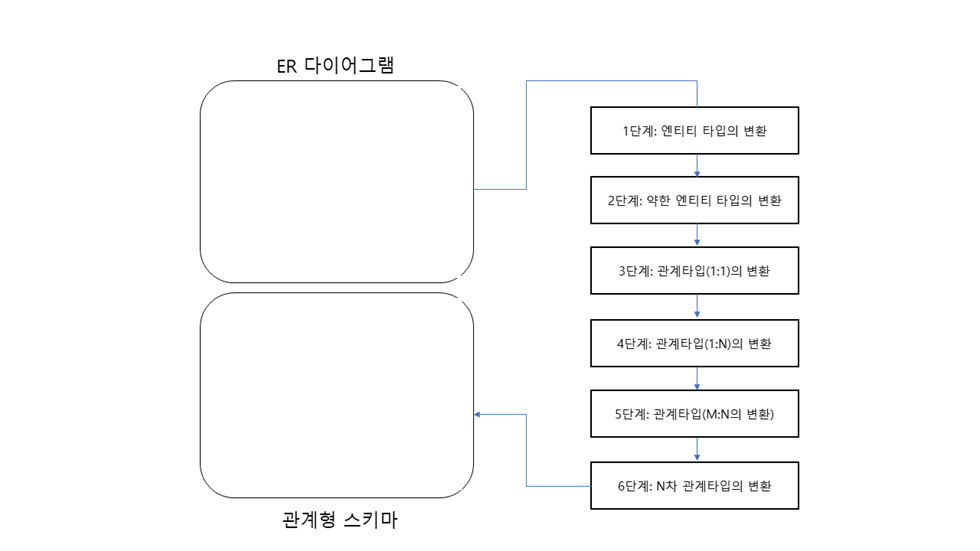 ER 다이어그램
1단계: 엔티티 타입의 변환
2단계: 약한 엔티티 타입의 변환
3단계: 관계타입(1:1)의 변환
4단계: 관계타입(1:N)의 변환
5단계: 관계타입(M:N의 변환)
6단계: N차 관계타입의 변환
관계형 스키마